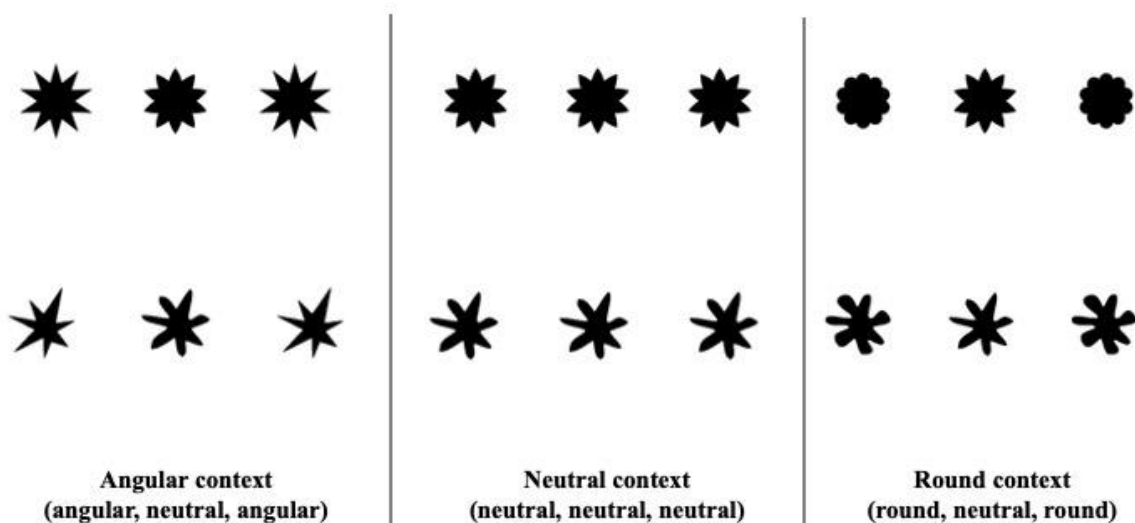 Angular context
(angular, neutral, angular)
Neutral context
(neutral, neutral, neutral)
Round context
(round, neutral, round)